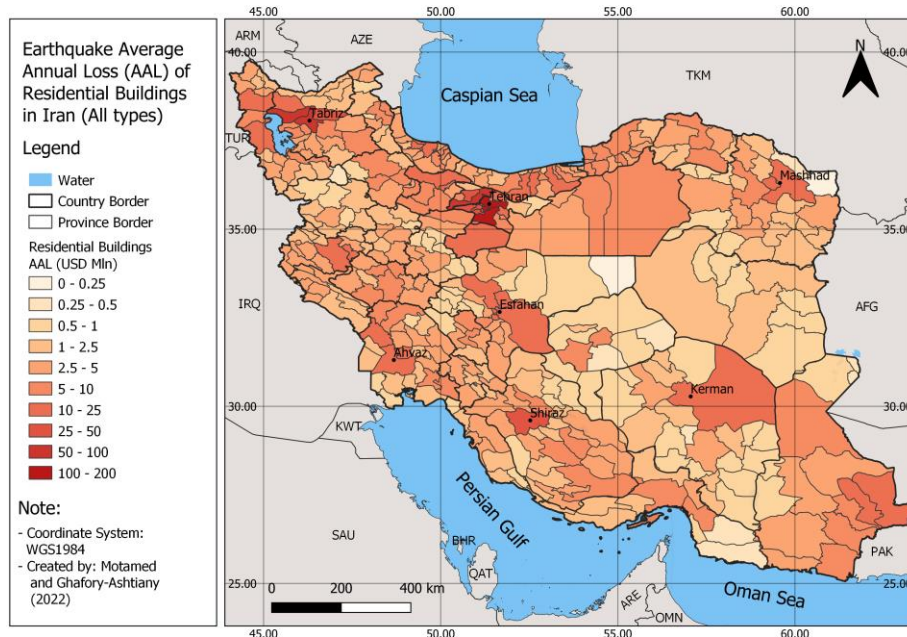 Earthquake Average
Annual Loss (AAL) of
Residential Buildings
in Iran (All types)
Legend
Water
Country Border
Province Border
Residential Buildings
AAL (USD Mln)
0 - 0.25
0.25 - 0.5
0.5 - 1
1 - 2.5
2.5 - 5
5 - 10
10 - 25
25 - 50
50 - 100
100 - 200
Note:
- Coordinate System:
WGS1984
- Created by: Motamed
and Ghafory-Ashtiany
(2022)
45.00 50.00 55.00 60.00
40.00 40.00
35.00 35.00
30.00 30.00
25.00 25.00
45.00 50.00 55.00 60.00
ARM
AZE
TKM
N
Caspian Sea
TUR
Tabriz
Mashhad
Tehran
IRQ
Esfahan
AFG
Ahvaz
Kerman
Shiraz
KWT
Persian Gulf
SAU
BHR
QAT
PAK
ARE
OMN
Oman Sea
0 200 400 km